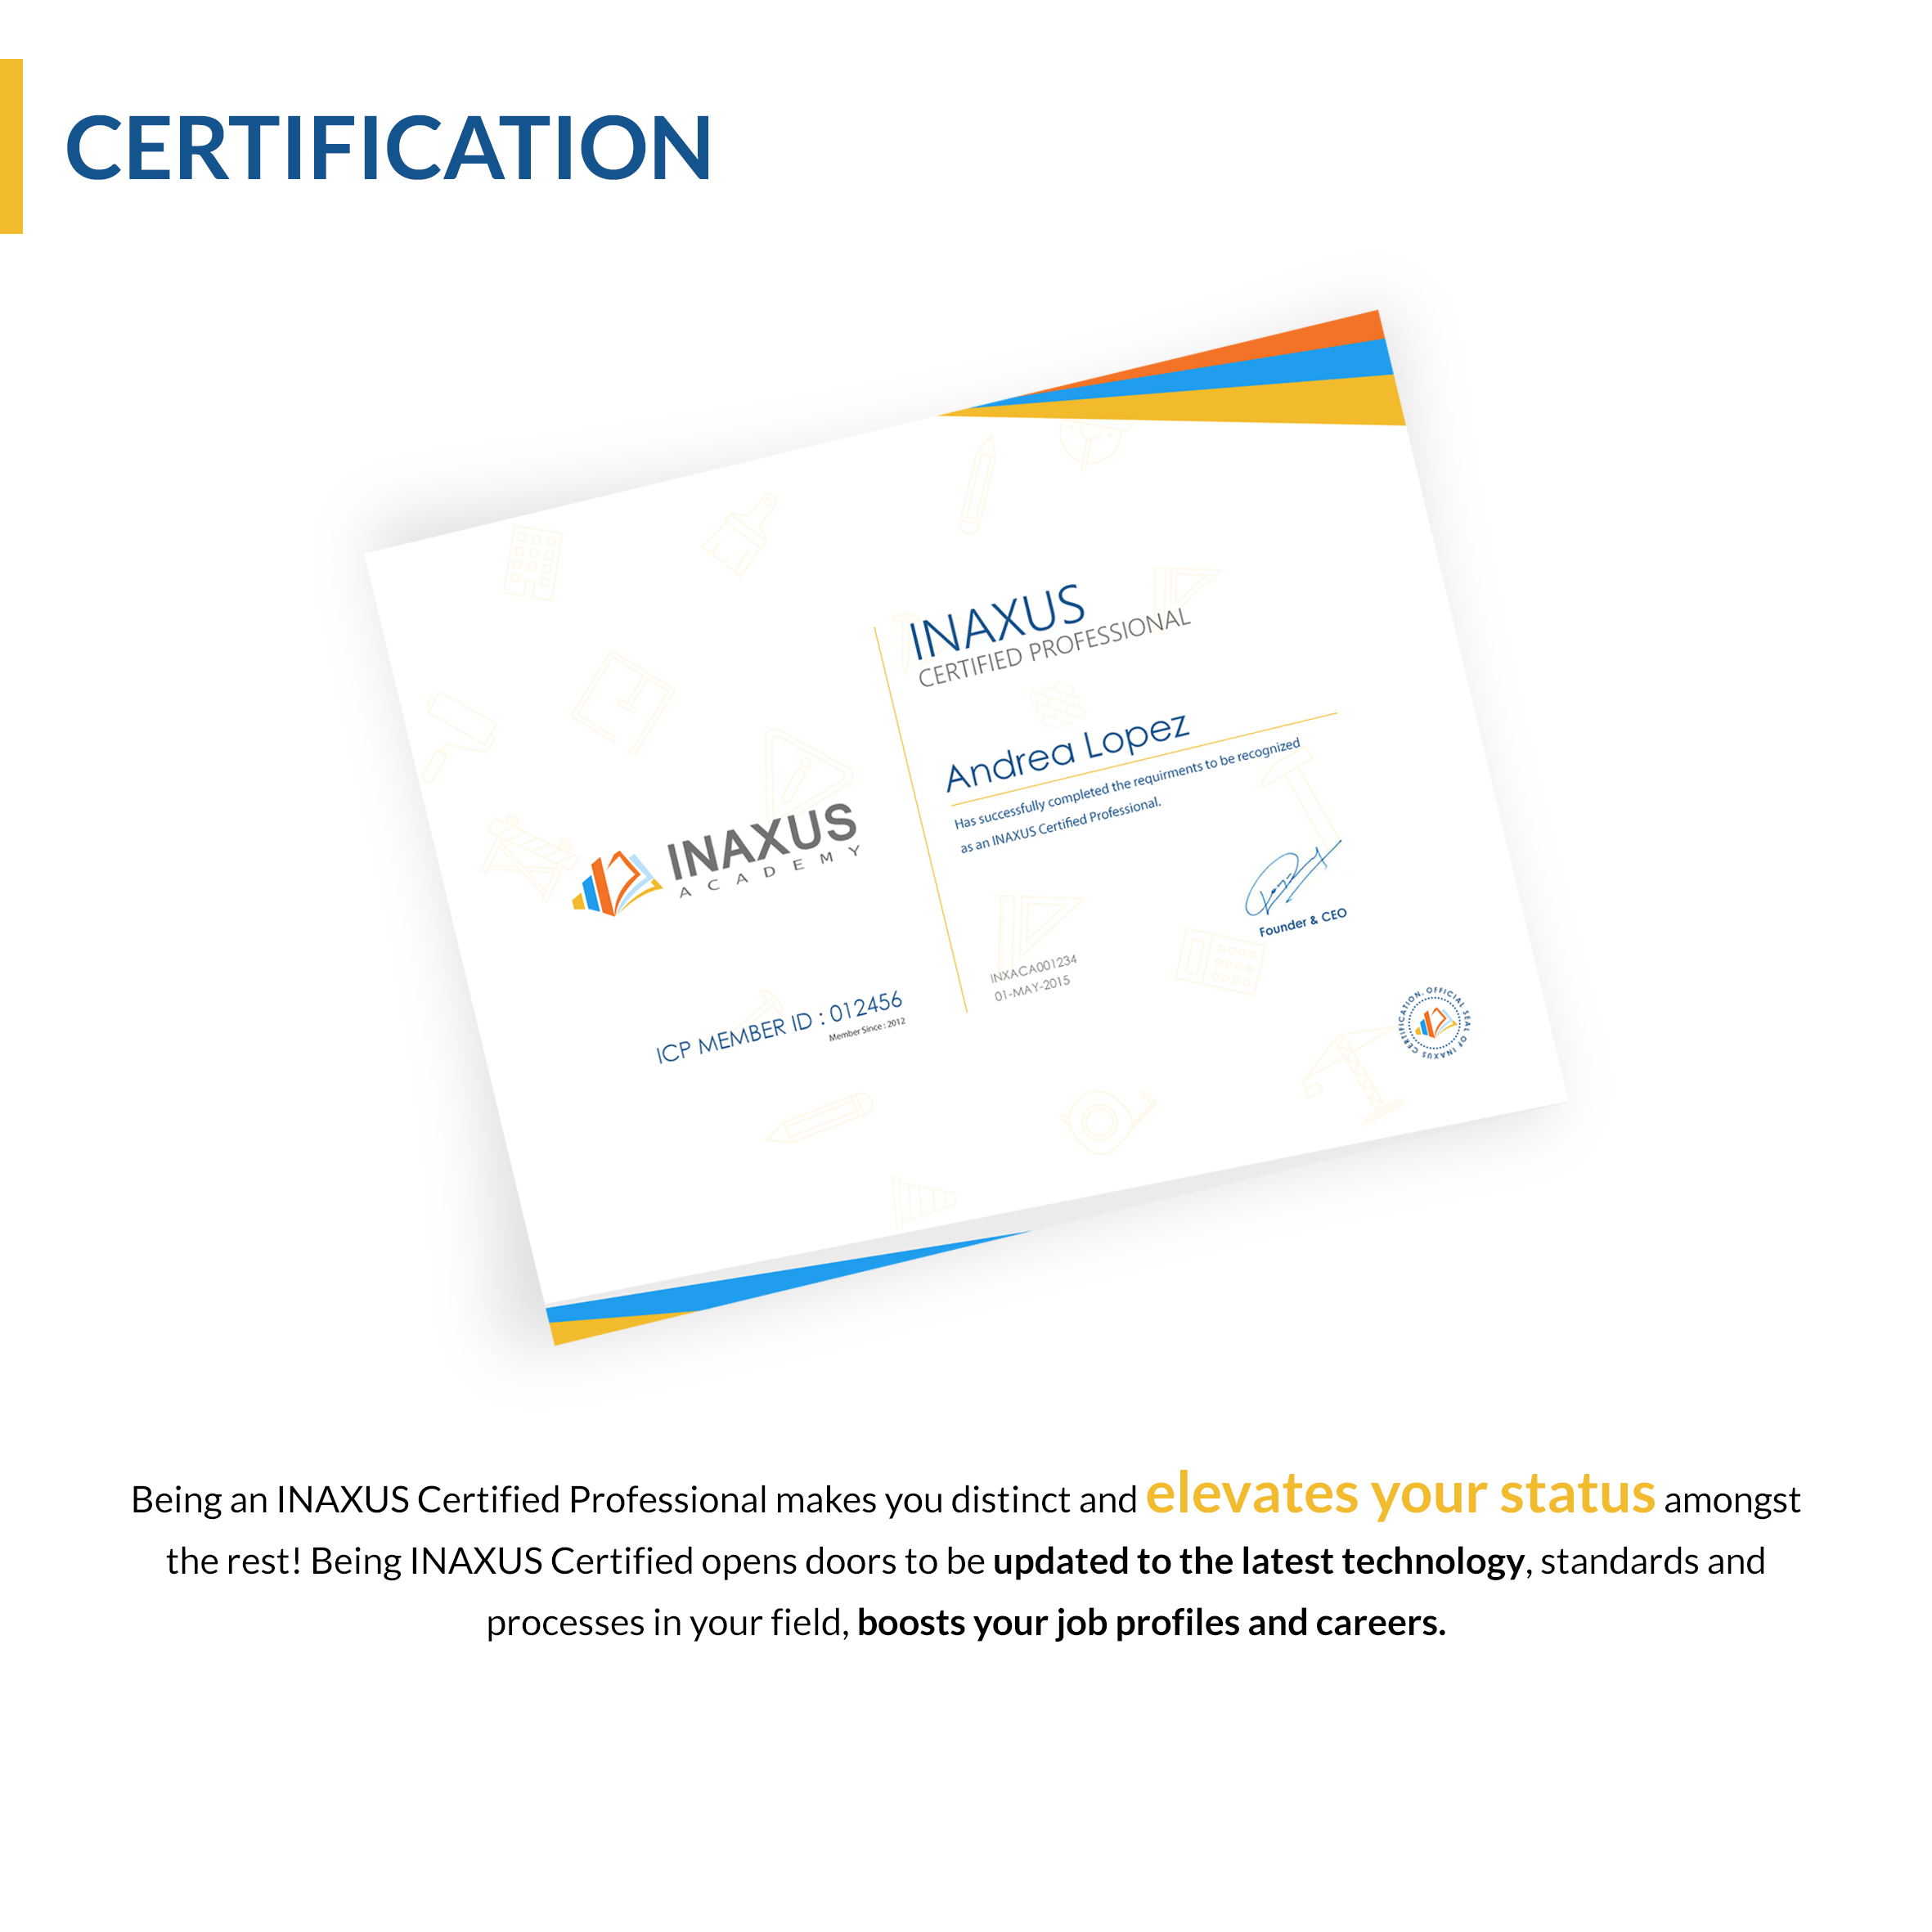 CERTIFICATION
INAXUS
CERTIFIED PROFESSIONAL
Andrea Lopez
Has successfully completed the requirments to be recognized
as an INAXUS Certified Professional.
INAXUS
ACADEMY
Founder & CEO
INXACA001234
01-MAY-2015
ICP MEMBER ID : 012456
Member Since : 2012
OFFICIAL SEAL OF INAXUS CERTIFICATION.
Being an INAXUS Certified Professional makes you distinct and elevates your status amongst
the rest! Being INAXUS Certified opens doors to be updated to the latest technology, standards and
processes in your field, boosts your job profiles and careers.